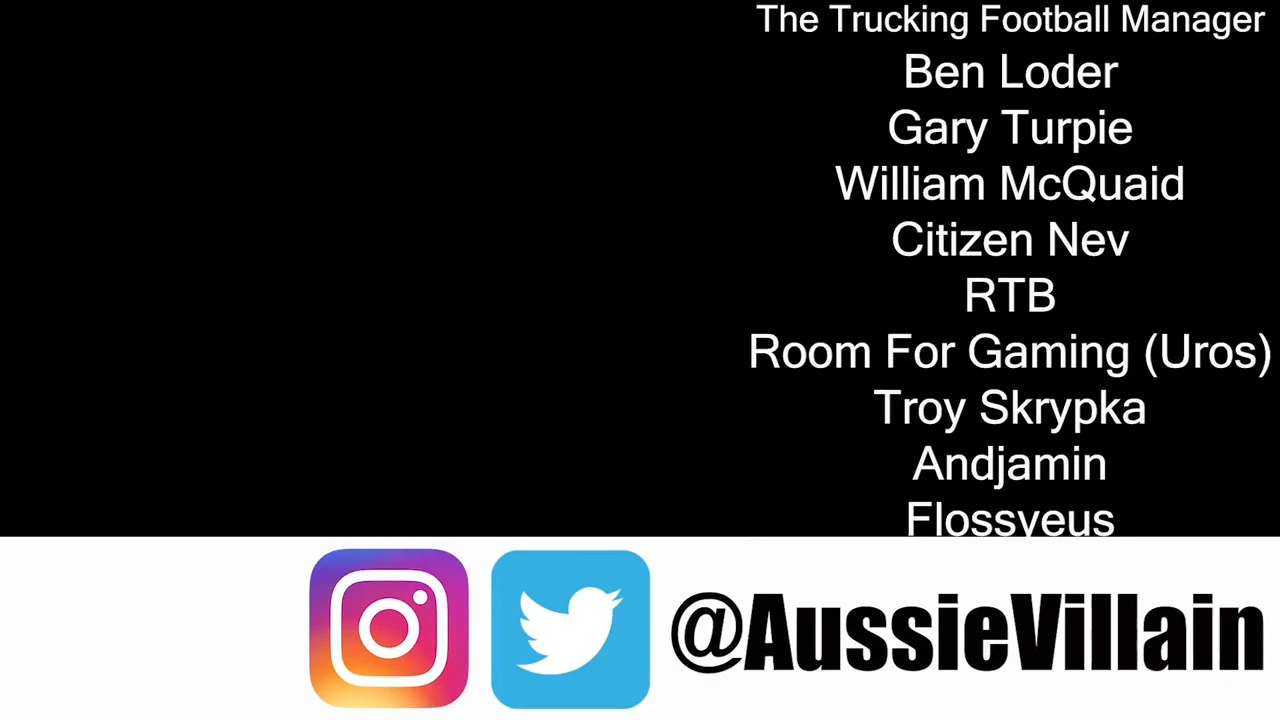 The Trucking Football Manager
Ben Loder
Gary Turpie
William McQuaid
Citizen Nev
RTB
Room For Gaming (Uros)
Troy Skrypka
Andjamin
Flossyeus
@AussieVillain